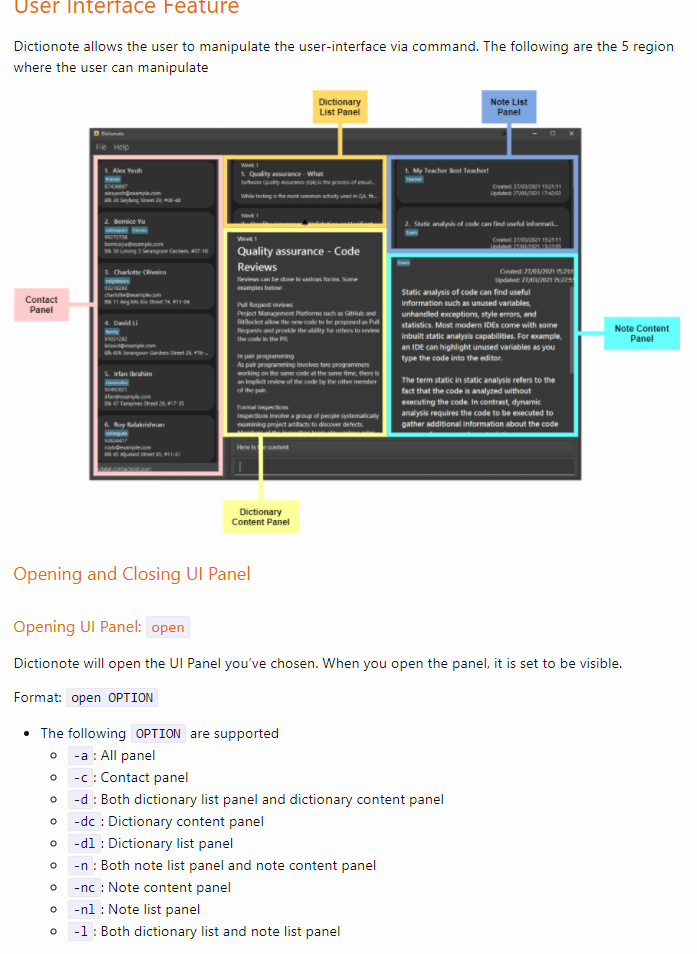 User Interface Feature
Dictionote allows the user to manipulate the user-interface via command. The following are the 5 region
where the user can manipulate
Dictionary
List Panel
Note List
Panel
Dictionote
File Help
1. Alex Yeoh
friends
87438807
alexyeoh@example.com
Blk 30 Geylang Street 29, #06-40
2. Bernice Yu
colleagues friends
99272758
berniceyu@example.com
Blk 30 Lorong 3 Serangoon Gardens, #07-18
3. Charlotte Oliveiro
neighbours
93210283
charlotte@example.com
Blk 11 Ang Mo Kio Street 74, #11-04
4. David Li
family
91031282
lidavid@example.com
Blk 436 Serangoon Gardens Street 26, #16-...
5. Irfan Ibrahim
classmates
92492021
irfan@example.com
Blk 47 Tampines Street 20, #17-35
6. Roy Balakrishnan
colleagues
92624417
royb@example.com
Blk 45 Aljunied Street 85, #11-31
Week 1
1. Quality assurance - What
Software Quality Assurance (QA) is the process of ensuri...
While testing is the most common activity used in QA, th...
Week 1
Week 1
Quality assurance - Code
Reviews
Reviews can be done in various forms. Some
examples below:
Pull Request reviews
Project Management Platforms such as GitHub and
BitBucket allow the new code to be proposed as Pull
Requests and provide the ability for others to review
the code in the PR.
In pair programming
As pair programming involves two programmers
working on the same code at the same time, there is
an implicit review of the code by the other member
of the pair.
Formal inspections
Inspections involve a group of people systematically
examining project artifacts to discover defects.
Here is the content
1. My Teacher Best Teacher!
Teacher
Created: 27/03/2021 15:21:11
Updated: 27/03/2021 17:42:53
2. Static analysis of code can find useful informati...
Exam
Created: 27/03/2021 15:21:11
Updated: 27/03/2021 15:22:55
Exam
Created: 27/03/2021 15:21:1
Updated: 27/03/2021 15:22:5
Static analysis of code can find useful
information such as unused variables,
unhandled exceptions, style errors, and
statistics. Most modern IDEs come with some
inbuilt static analysis capabilities. For example,
an IDE can highlight unused variables as you
type the code into the editor.
The term static in static analysis refers to the
fact that the code is analyzed without
executing the code. In contrast, dynamic
analysis requires the code to be executed to
gather additional information about the code
Contact
Panel
Note Content
Panel
Dictionary
Content Panel
Opening and Closing UI Panel
Opening UI Panel: open
Dictionote will open the UI Panel you’ve chosen. When you open the panel, it is set to be visible.
Format: open OPTION
The following OPTION are supported
-a : All panel
-c : Contact panel
-d : Both dictionary list panel and dictionary content panel
-dc : Dictionary content panel
-dl : Dictionary list panel
-n : Both note list panel and note content panel
-nc : Note content panel
-nl : Note list panel
-l : Both dictionary list and note list panel